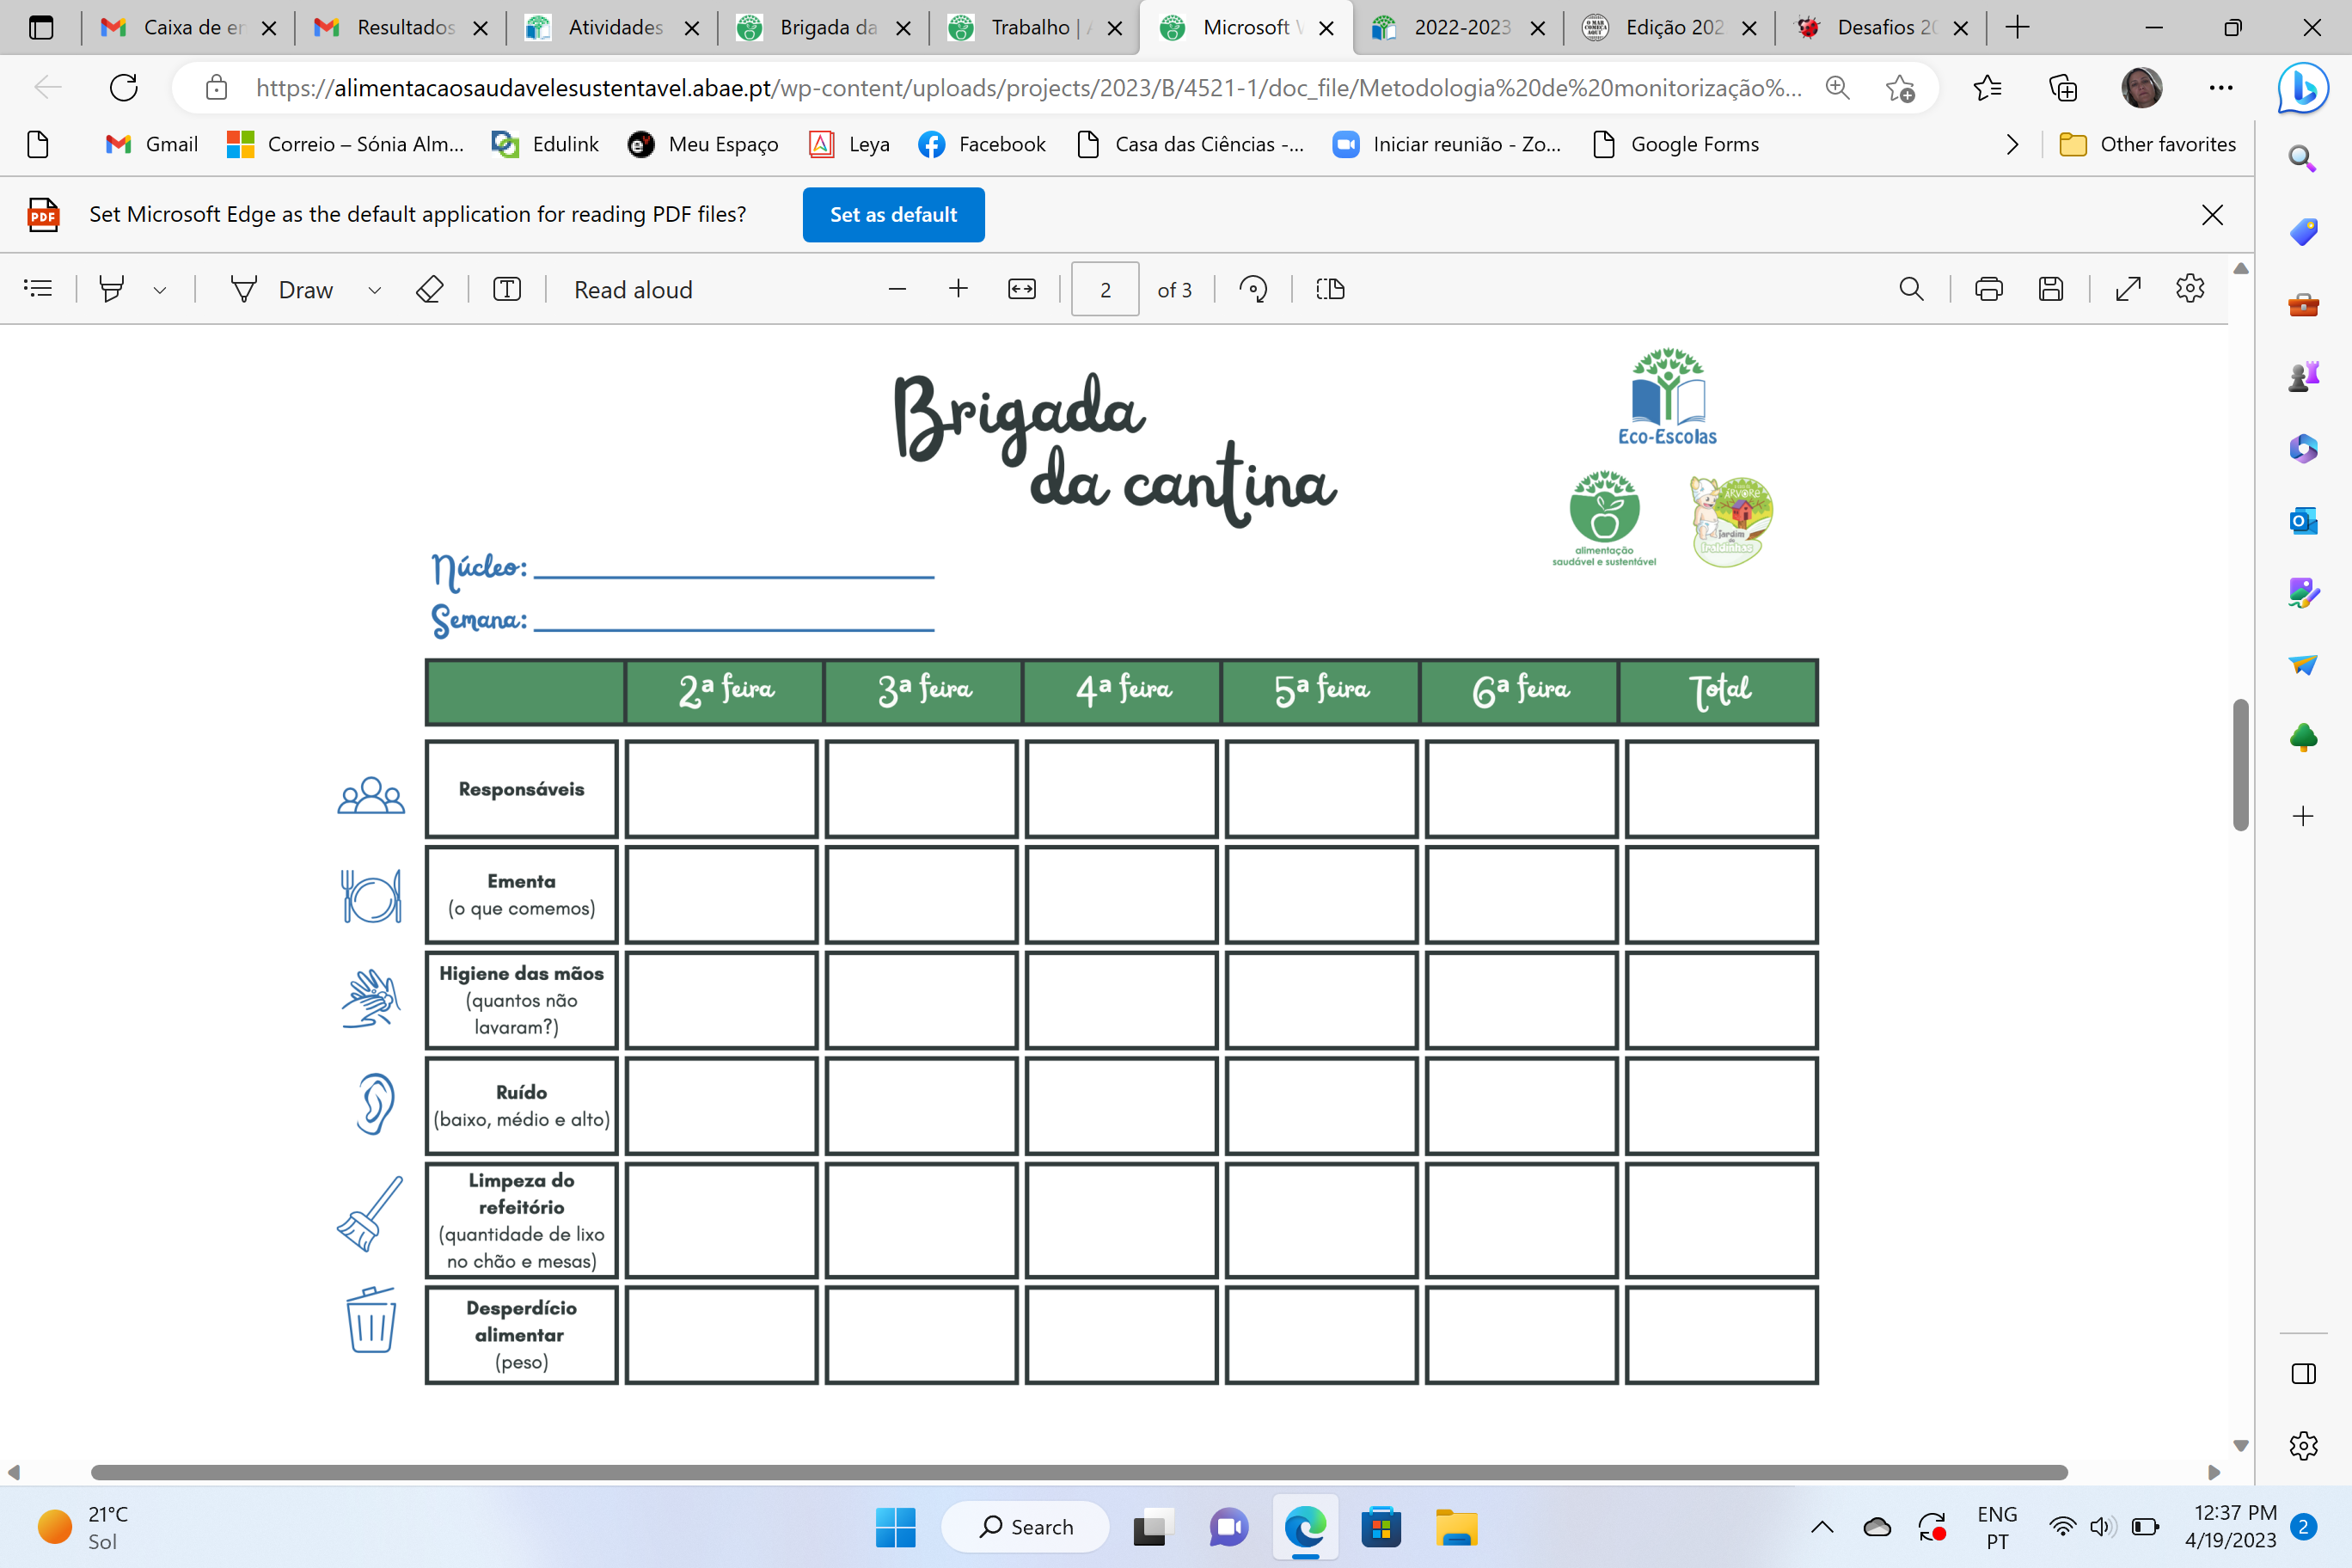 Caixa de er
Resultados
Atividades
Brigada da
Trabalho |
Microsoft
2022-2023
Edição 202
Desafios 20
https://alimentacaosaudavelesustentavel.abae.pt/wp-content/uploads/projects/2023/B/4521-1/doc_file/Metodologia%20de%20monitorização%...
Gmail
Correio – Sónia Alm...
Edulink
Meu Espaço
Leya
Facebook
Casa das Ciências -...
Iniciar reunião - Zo...
Google Forms
Other favorites
PDF
Set Microsoft Edge as the default application for reading PDF files?
Set as default
Draw
Read aloud
2
of 3
Brigada
da cantina
Eco-Escolas
alimentação
saudável e sustentável
ÁRVORE
Jardim
Fraldinhas
Núcleo:
Semana:
2ª feira
3ª feira
4ª feira
5ª feira
6ª feira
Total
Responsáveis
Ementa
(o que comemos)
Higiene das mãos
(quantos não
lavaram?)
Ruído
(baixo, médio e alto)
Limpeza do
refeitório
(quantidade de lixo
no chão e mesas)
Desperdício
alimentar
(peso)
21°C
Sol
Search
ENG
PT
12:37 PM
4/19/2023
2